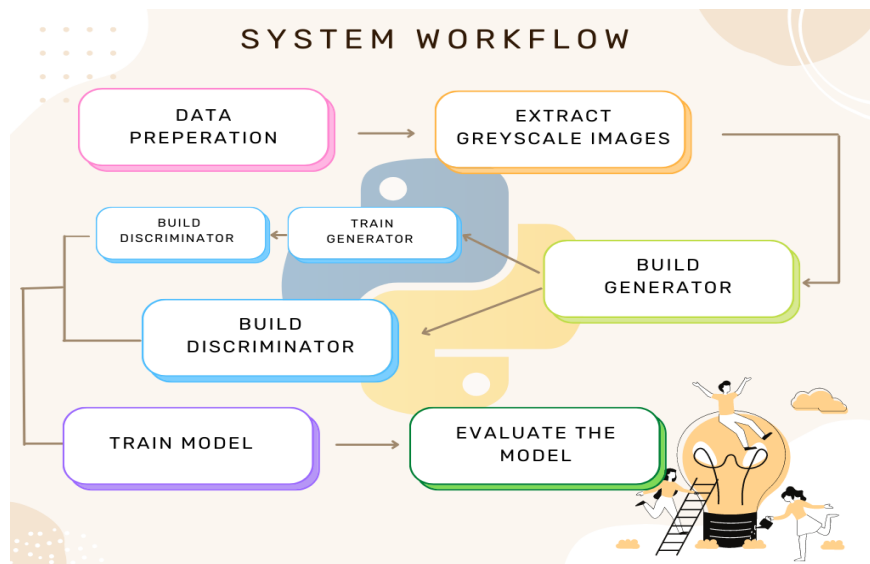 SYSTEM WORKFLOW
DATA
PREPERATION
EXTRACT
GREYSCALE IMAGES
BUILD
DISCRIMINATOR
TRAIN
GENERATOR
BUILD
GENERATOR
BUILD
DISCRIMINATOR
TRAIN MODEL
EVALUATE THE
MODEL